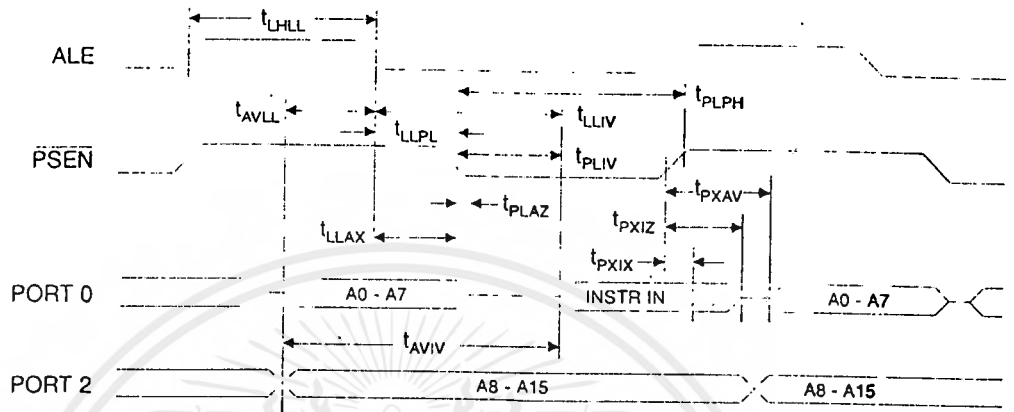 tLHLL
ALE
tPLPH
tAVLL
tLLIV
tLLPL
PSEN
tPLIV
tPXAV
tPLAZ
tLLAX
tPXIZ
tPXIX
PORT 0
A0 - A7
INSTR IN
A0 - A7
tAVIV
PORT 2
A8 - A15
A8 - A15